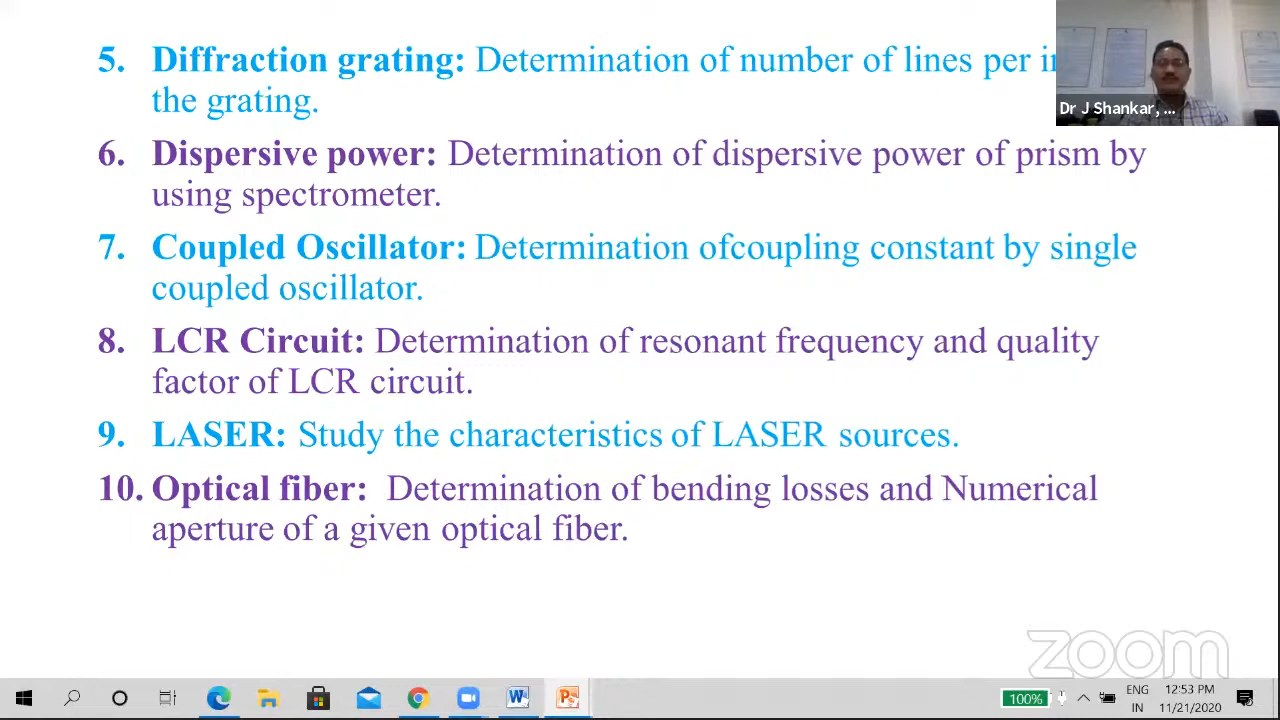 5. Diffraction grating: Determination of number of lines per
the grating.
6. Dispersive power: Determination of dispersive power of prism by
using spectrometer.
7. Coupled Oscillator: Determination ofcoupling constant by single
coupled oscillator.
8. LCR Circuit: Determination of resonant frequency and quality
factor of LCR circuit.
9. LASER: Study the characteristics of LASER sources.
10. Optical fiber: Determination of bending losses and Numerical
aperture of a given optical fiber.
Dr J Shankar, ...
zoom
100%
ENG
IN
12:53 PM
11/21/2020